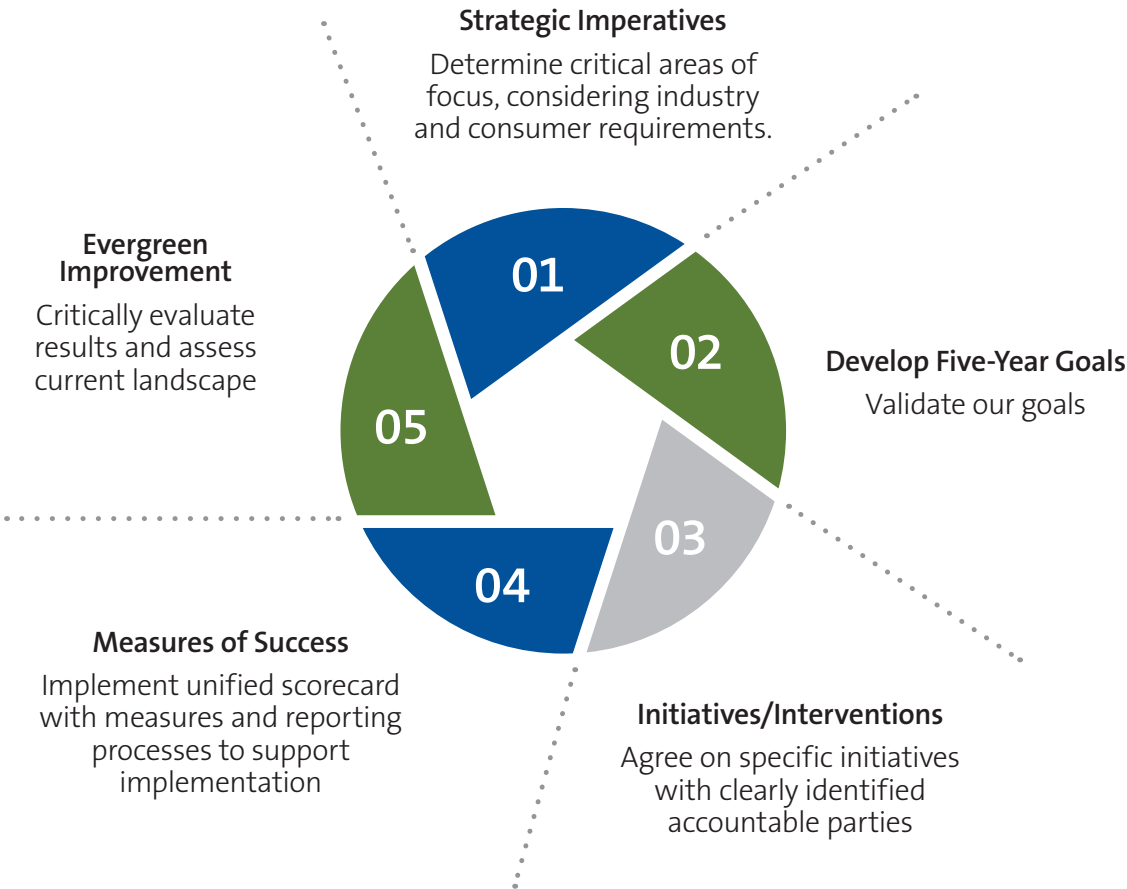 Strategic Imperatives
Determine critical areas of
focus, considering industry
and consumer requirements.
01
02
Develop Five-Year Goals
Validate our goals
03
Initiatives/Interventions
Agree on specific initiatives
with clearly identified
accountable parties
04
Measures of Success
Implement unified scorecard
with measures and reporting
processes to support
implementation
05
Evergreen
Improvement
Critically evaluate
results and assess
current landscape